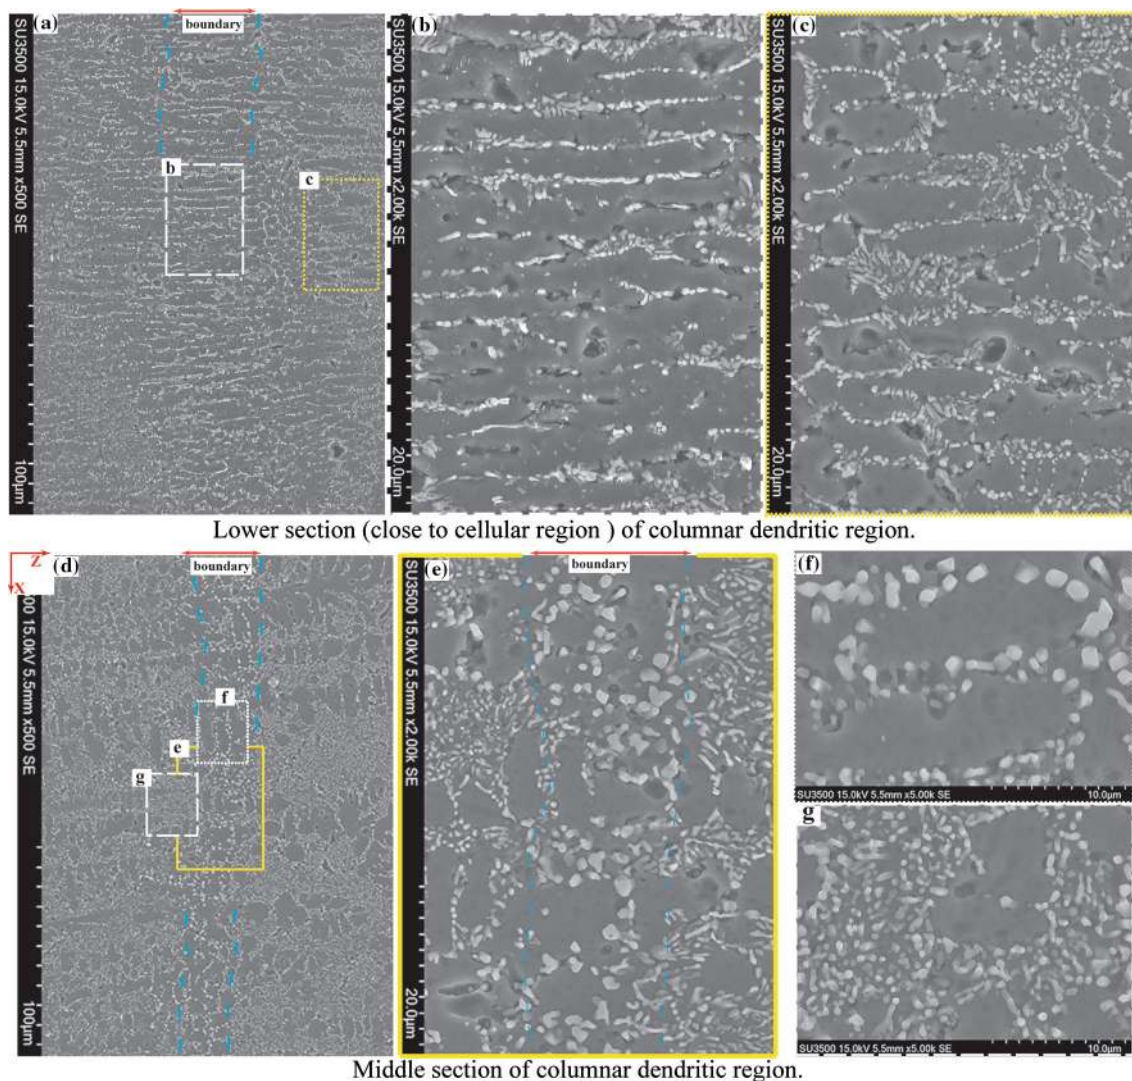 (a)
boundary
b
c
SU3500 15.0kV 5.5mm x500 SE
100µm
(b)
SU3500 15.0kV 5.5mm x2.00k SE
20.0µm
(c)
SU3500 15.0kV 5.5mm x2.00k SE
20.0µm
Lower section (close to cellular region ) of columnar dendritic region.
Z
X
(d)
boundary
f
e
g
SU3500 15.0kV 5.5mm x500 SE
100µm
(e)
boundary
SU3500 15.0kV 5.5mm x2.00k SE
20.0µm
(f)
SU3500 15.0kV 5.5mm x5.00k SE
10.0µm
g
SU3500 15.0kV 5.5mm x5.00k SE
10.0µm
Middle section of columnar dendritic region.